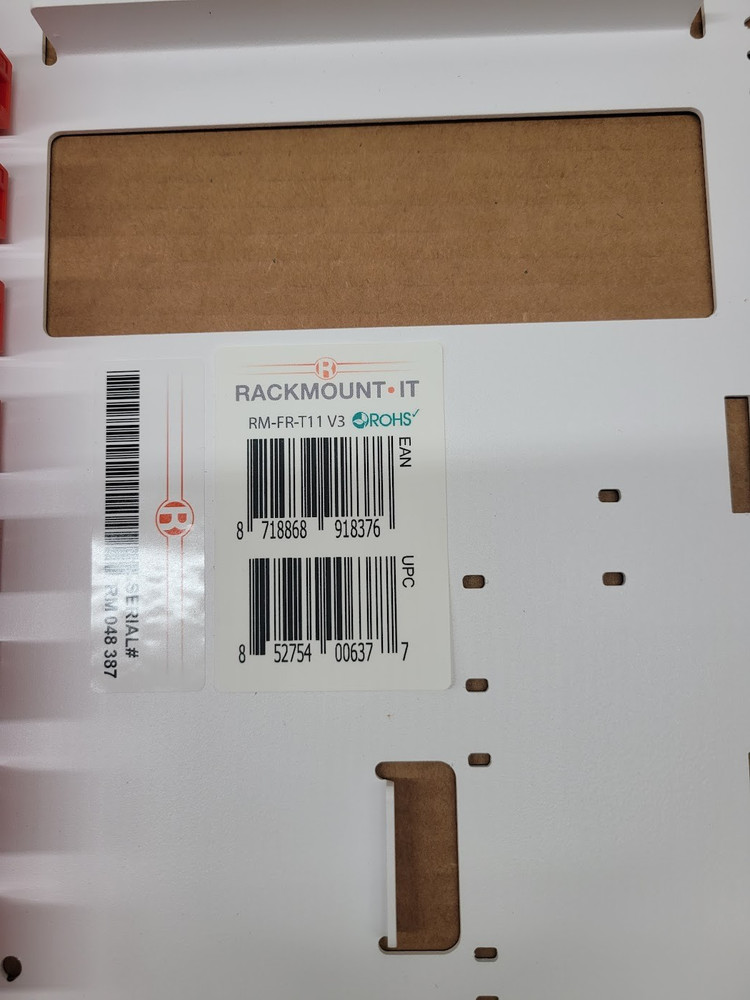 R
RACKMOUNT•IT
RM-FR-T11 V3 ROHS✓
EAN
8 718868 918376
UPC
8 52754 00637 7
R
SERIAL#
RM 048 387